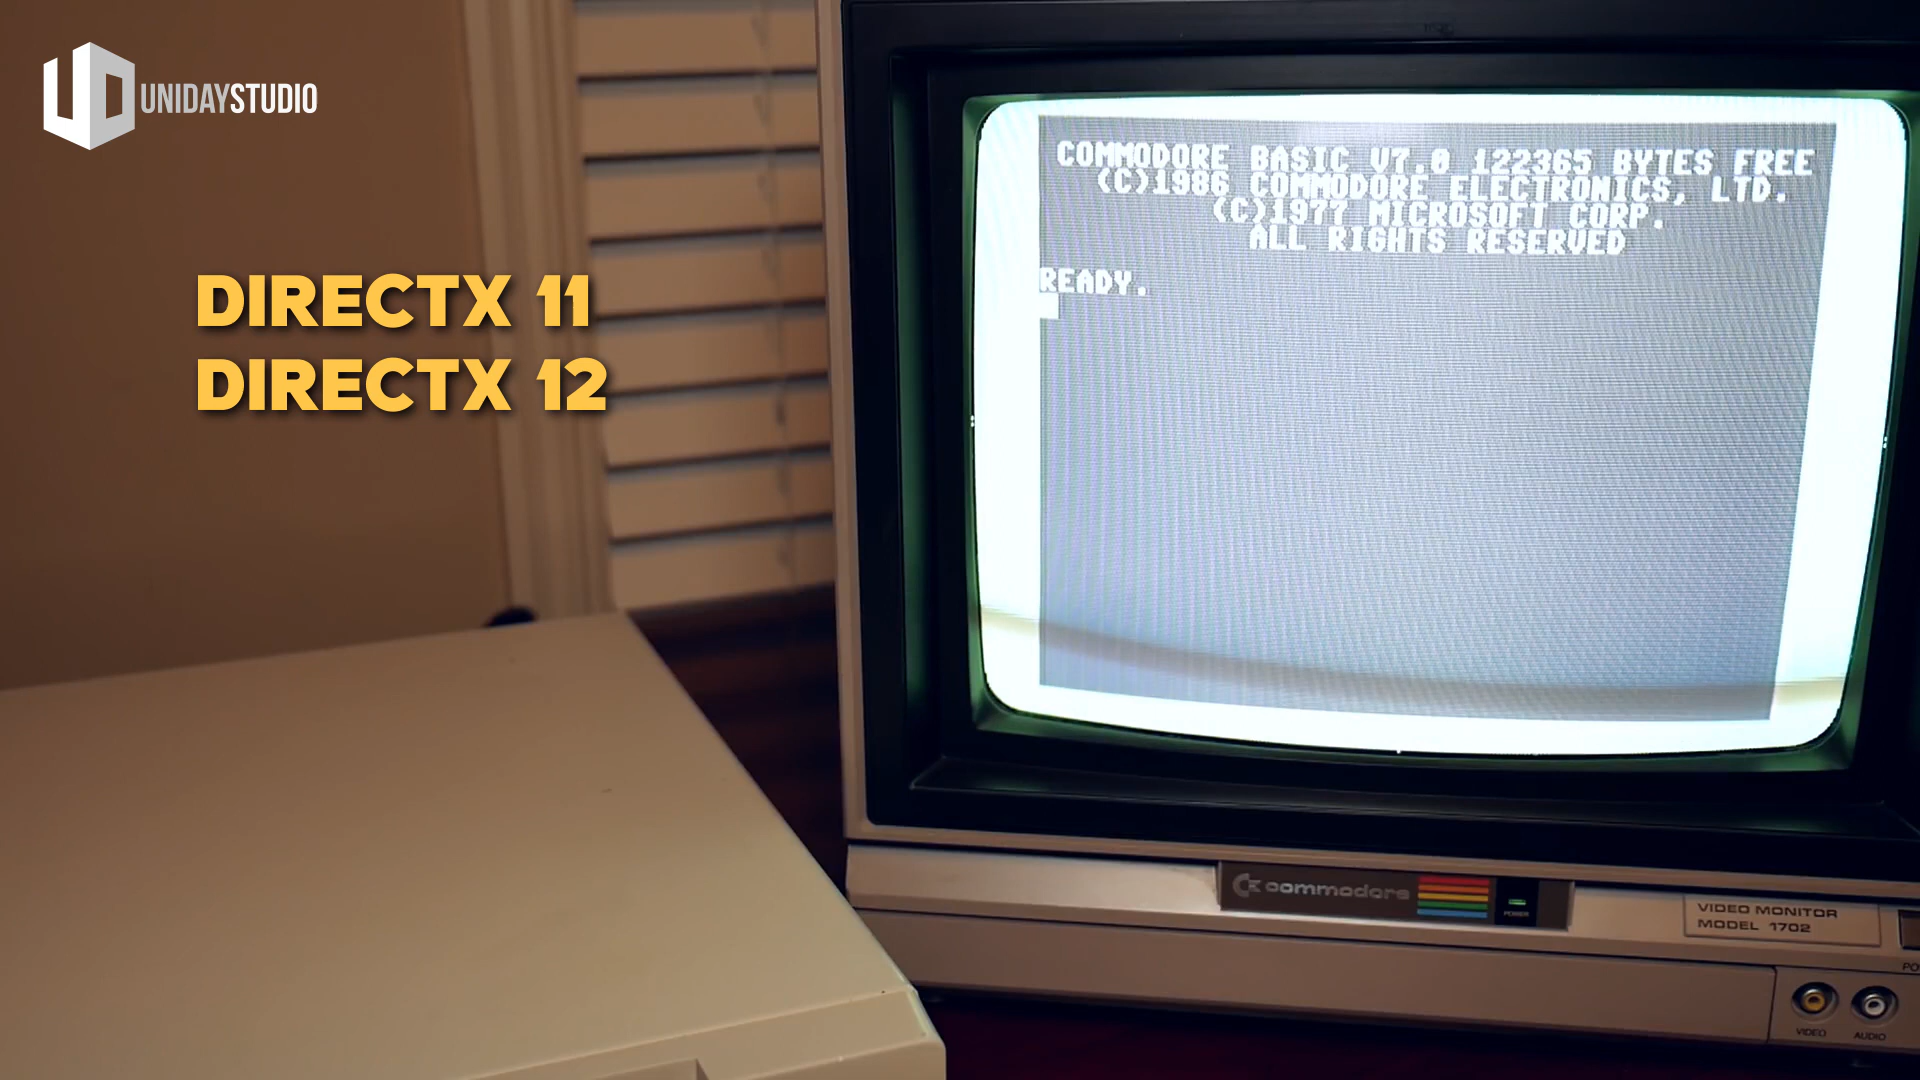 UNIDAYSTUDIO
DIRECTX 11
DIRECTX 12
COMMODORE BASIC V7.0 122365 BYTES FREE
(C)1986 COMMODORE ELECTRONICS, LTD.
(C)1977 MICROSOFT CORP.
ALL RIGHTS RESERVED
READY.
commodore
POWER
VIDEO MONITOR
MODEL 1702
VIDEO
AUDIO